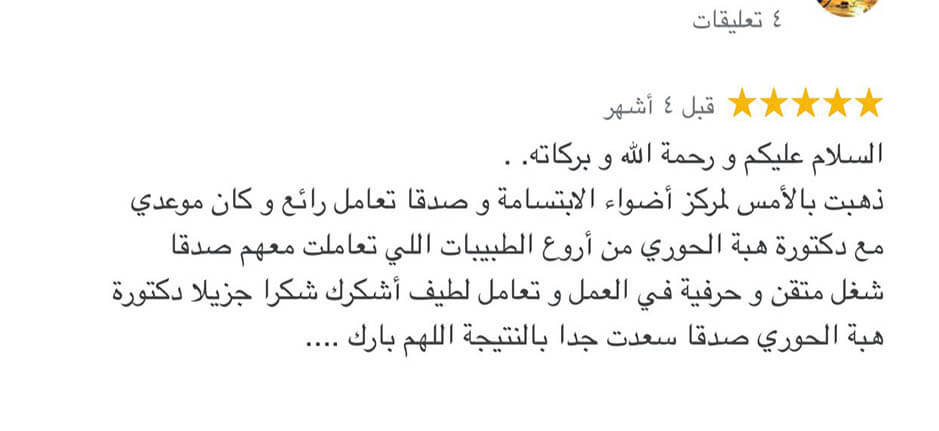 ٤ تعليقات
قبل ٤ أشهر
السلام عليكم و رحمة الله و بركاته. .
ذهبت بالأمس لمركز أضواء الابتسامة و صدقا تعامل رائع و كان موعدي
مع دكتورة هبة الحوري من أروع الطبيبات اللي تعاملت معهم صدقا
شغل متقن و حرفية في العمل و تعامل لطيف أشكرك شكرا جزيلا دكتورة
هبة الحوري صدقا سعدت جدا بالنتيجة اللهم بارك ....